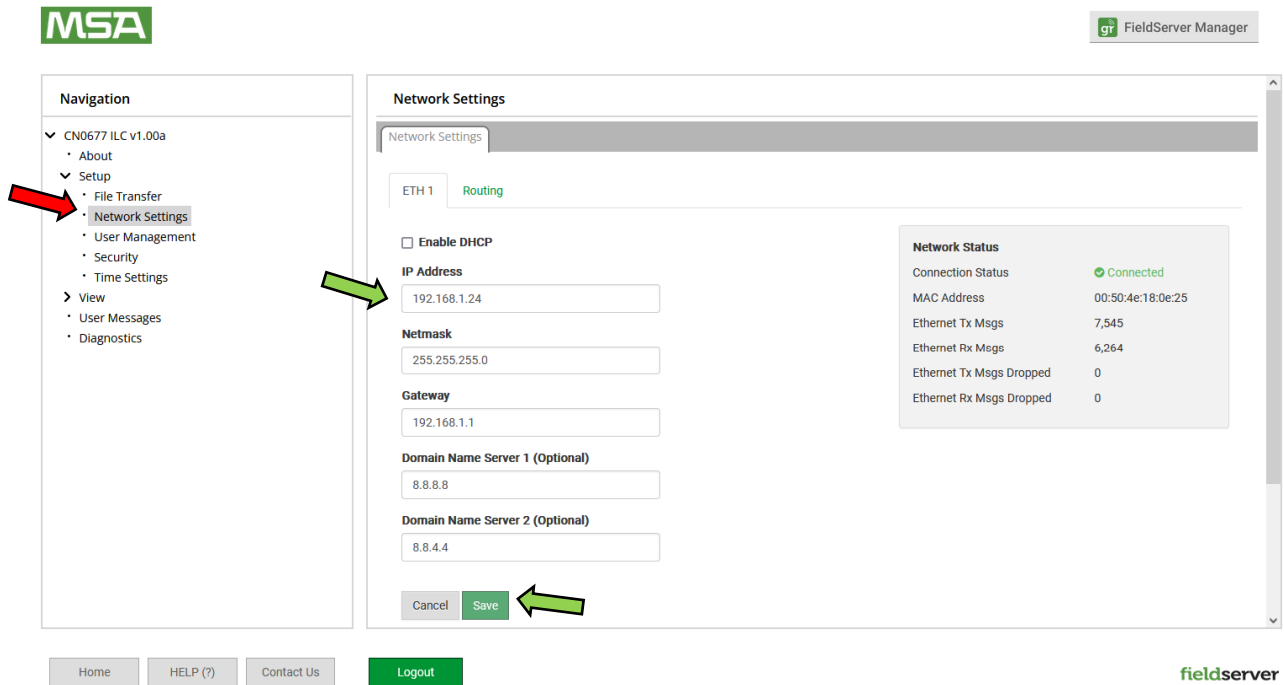 MSA
gr FieldServer Manager
Navigation
CN0677 ILC v1.00a
About
Setup
File Transfer
Network Settings
User Management
Security
Time Settings
View
User Messages
Diagnostics
Network Settings
Network Settings
ETH 1 Routing
Enable DHCP
IP Address
192.168.1.24
Netmask
255.255.255.0
Gateway
192.168.1.1
Domain Name Server 1 (Optional)
8.8.8.8
Domain Name Server 2 (Optional)
8.8.4.4
Cancel Save
Network Status
Connection Status Connected
MAC Address 00:50:4e:18:0e:25
Ethernet Tx Msgs 7,545
Ethernet Rx Msgs 6,264
Ethernet Tx Msgs Dropped 0
Ethernet Rx Msgs Dropped 0
Home HELP (?) Contact Us Logout
fieldserver